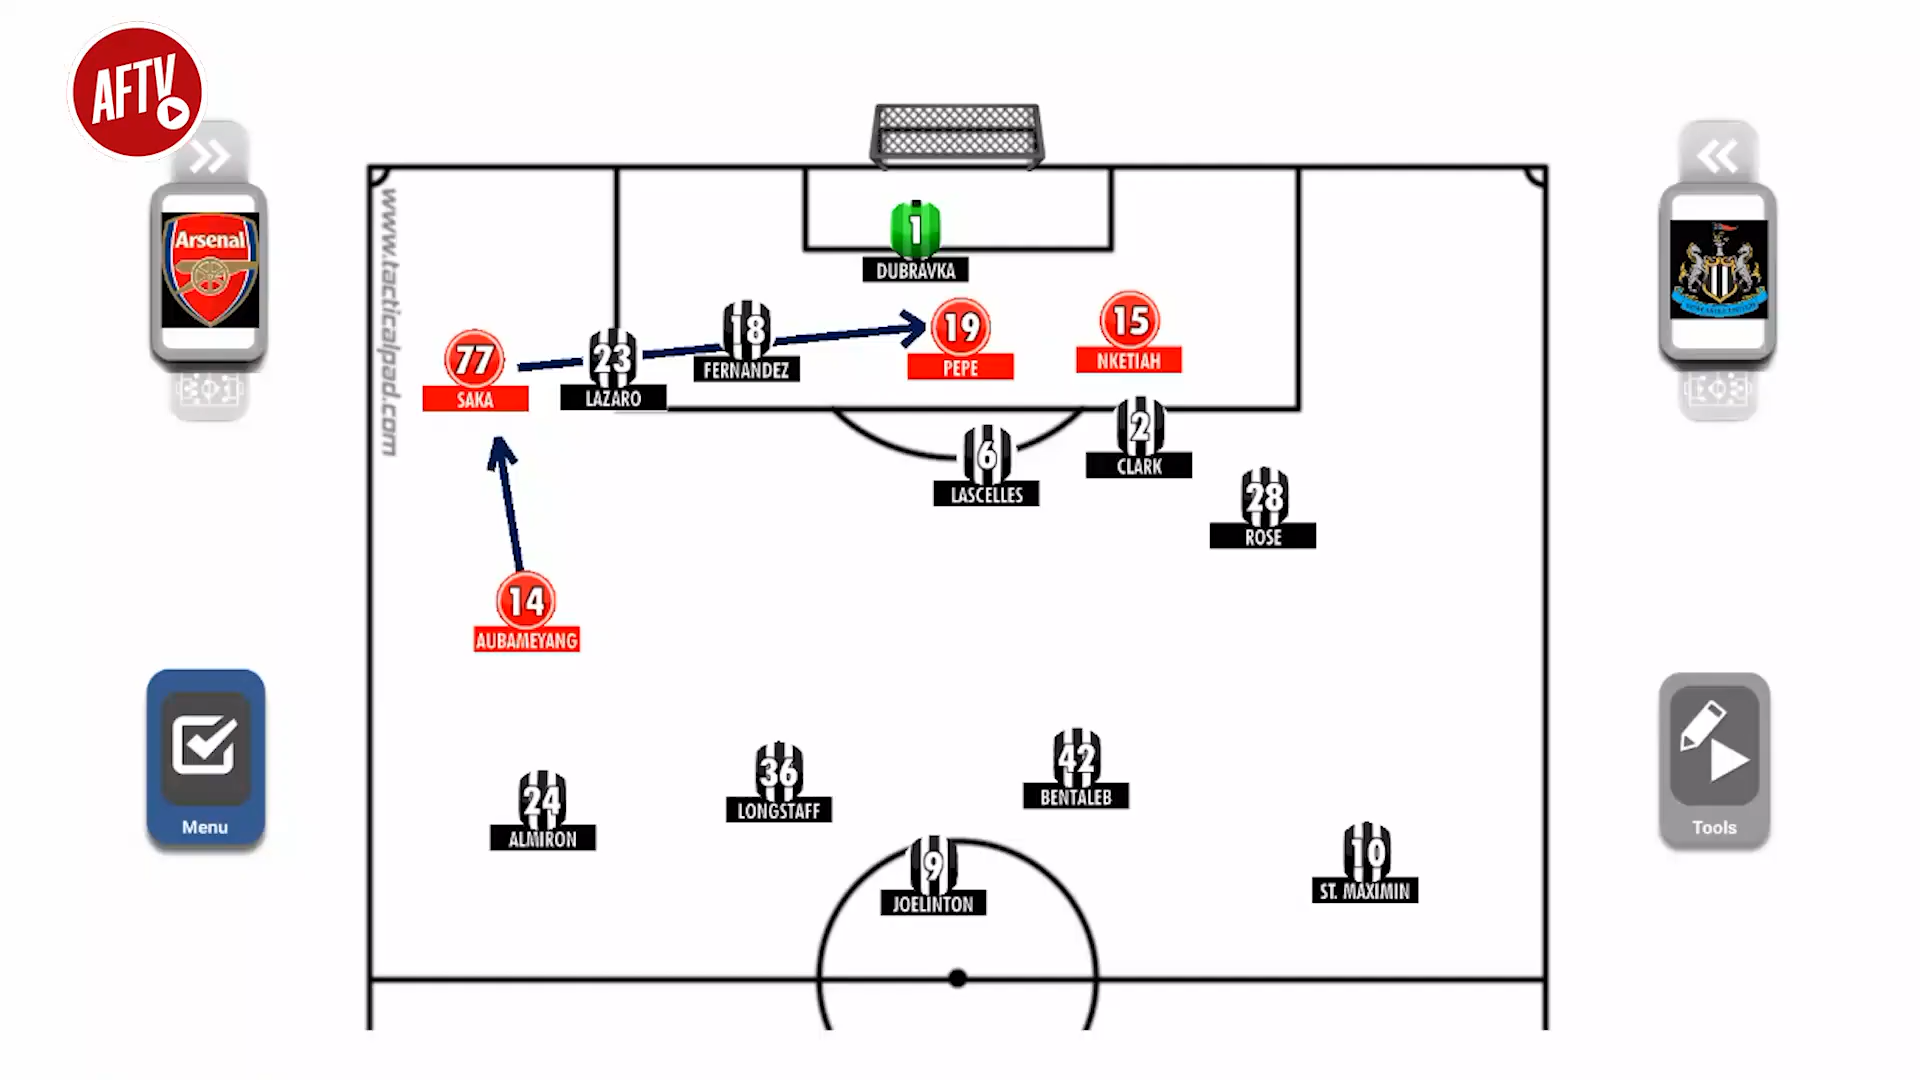 AFTV
Arsenal
www.tacticalpad.com
1
DUBRAVKA
77
SAKA
23
LAZARO
18
FERNANDEZ
19
PEPE
15
NKETIAH
6
LASCELLES
2
CLARK
28
ROSE
14
AUBAMEYANG
24
ALMIRON
36
LONGSTAFF
42
BENTALEB
9
JOELINTON
10
ST. MAXIMIN
Menu
Tools